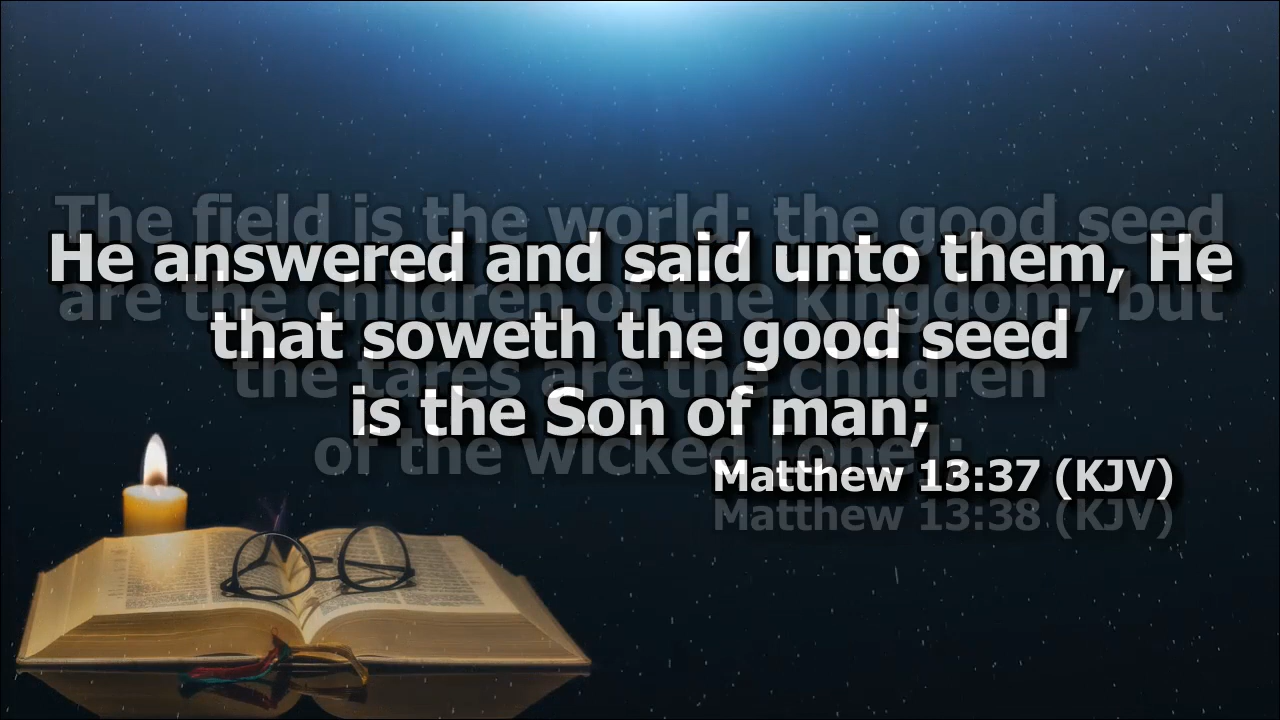 He answered and said unto them, He
that soweth the good seed
is the Son of man;
Matthew 13:37 (KJV)
The field is the world; the good seed
are the children of the kingdom; but
the tares are the children
of the wicked [one];
Matthew 13:38 (KJV)